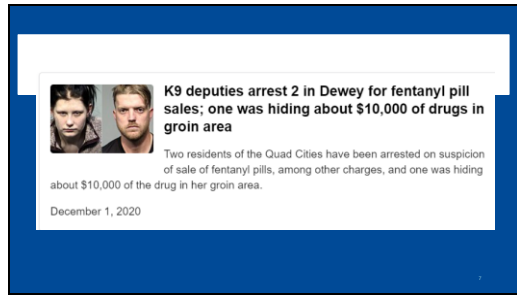 K9 deputies arrest 2 in Dewey for fentanyl pill
sales; one was hiding about $10,000 of drugs in
groin area
Two residents of the Quad Cities have been arrested on suspicion
of sale of fentanyl pills, among other charges, and one was hiding
about $10,000 of the drug in her groin area.
December 1, 2020
7